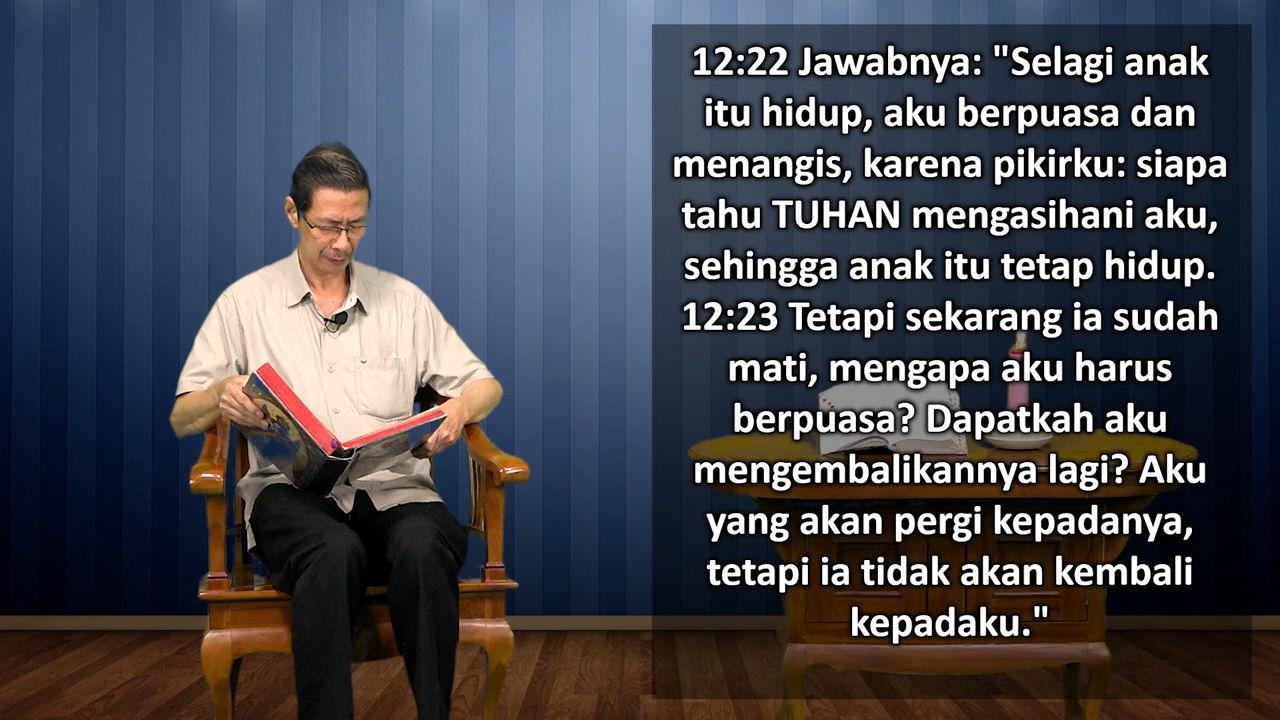 12:22 Jawabnya: "Selagi anak
itu hidup, aku berpuasa dan
menangis, karena pikirku: siapa
tahu TUHAN mengasihani aku,
sehingga anak itu tetap hidup.
12:23 Tetapi sekarang ia sudah
mati, mengapa aku harus
berpuasa? Dapatkah aku
mengembalikannya lagi? Aku
yang akan pergi kepadanya,
tetapi ia tidak akan kembali
kepadaku."